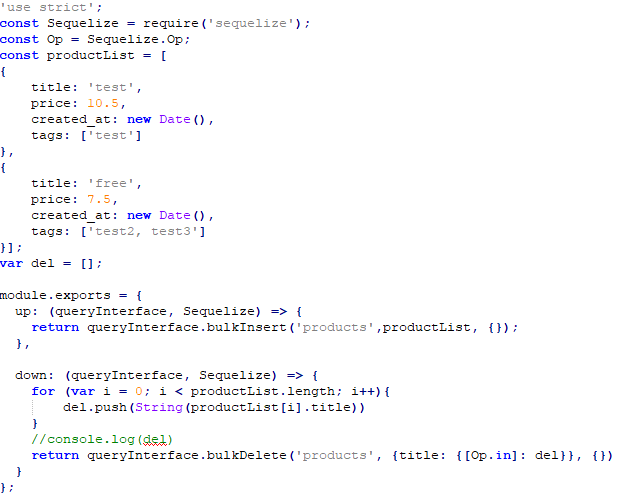 'use strict';
const Sequelize = require('sequelize');
const Op = Sequelize.Op;
const productList = [
{
    title: 'test',
    price: 10.5,
    created_at: new Date(),
    tags: ['test']
},
{
    title: 'free',
    price: 7.5,
    created_at: new Date(),
    tags: ['test2, test3']
}];
var del = [];

module.exports = {
  up: (queryInterface, Sequelize) => {
    return queryInterface.bulkInsert('products',productList, {});
  },

  down: (queryInterface, Sequelize) => {
    for (var i = 0; i < productList.length; i++){
        del.push(String(productList[i].title))
    }
    //console.log(del)
    return queryInterface.bulkDelete('products', {title: {[Op.in]: del}}, {})
  }
};